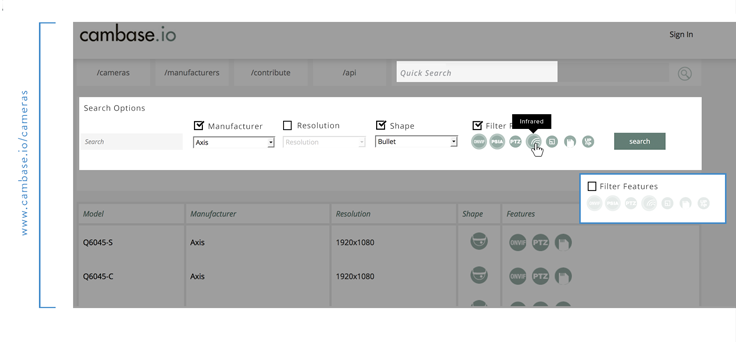 www.cambase.io/cameras
cambase.io
Sign In
/cameras
/manufacturers
/contribute
/api
Quick Search
Search Options
Manufacturer
Resolution
Shape
Filter F
Infrared
Search
Axis
Resolution
Bullet
ONVIF
PSIA
PTZ
search
Filter Features
PTZ
Model
Manufacturer
Resolution
Shape
Features
Q6045-S
Axis
1920x1080
ONVIF
PTZ
Q6045-C
Axis
1920x1080
ONVIF
PTZ